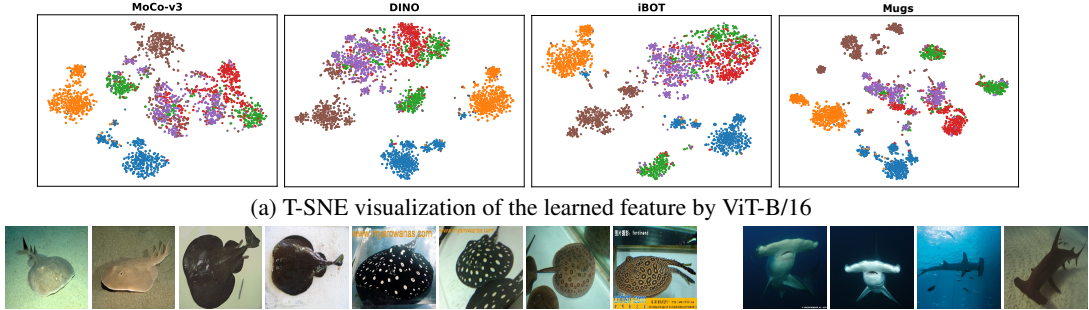 MoCo-v3
DINO
iBOT
Mugs
(a) T-SNE visualization of the learned feature by ViT-B/16